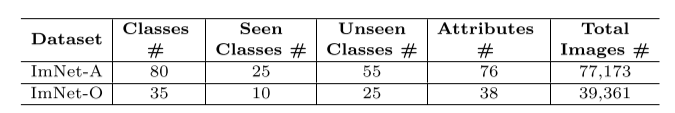 Dataset Classes # Seen Classes # Unseen Classes # Attributes # Total Images #
ImNet-A 80 25 55 76 77,173
ImNet-O 35 10 25 38 39,361